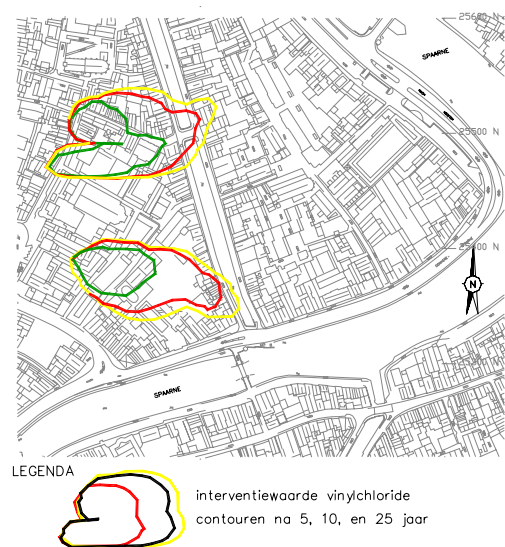 25600 N
SPAARNE
25500 N
25400 N
N
SPAARNE
LEGENDA
interventiewaarde vinylchloride
contouren na 5, 10, en 25 jaar